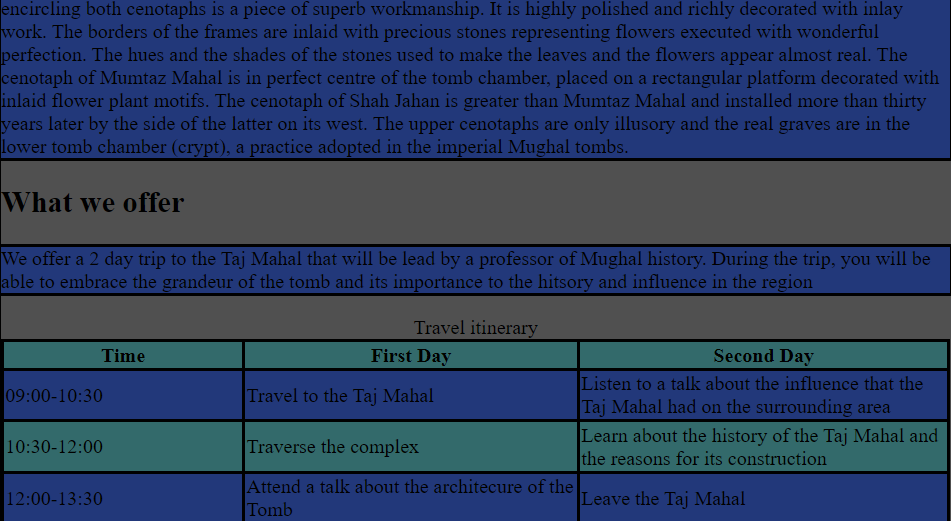 encircling both cenotaphs is a piece of superb workmanship. It is highly polished and richly decorated with inlay
work. The borders of the frames are inlaid with precious stones representing flowers executed with wonderful
perfection. The hues and the shades of the stones used to make the leaves and the flowers appear almost real. The
cenotaph of Mumtaz Mahal is in perfect centre of the tomb chamber, placed on a rectangular platform decorated with
inlaid flower plant motifs. The cenotaph of Shah Jahan is greater than Mumtaz Mahal and installed more than thirty
years later by the side of the latter on its west. The upper cenotaphs are only illusory and the real graves are in the
lower tomb chamber (crypt), a practice adopted in the imperial Mughal tombs.
What we offer
We offer a 2 day trip to the Taj Mahal that will be lead by a professor of Mughal history. During the trip, you will be
able to embrace the grandeur of the tomb and its importance to the hitsory and influence in the region
Travel itinerary
Time First Day Second Day
09:00-10:30 Travel to the Taj Mahal Listen to a talk about the influence that the
Taj Mahal had on the surrounding area
10:30-12:00 Traverse the complex Learn about the history of the Taj Mahal and
the reasons for its construction
12:00-13:30 Attend a talk about the architecure of the
Tomb Leave the Taj Mahal